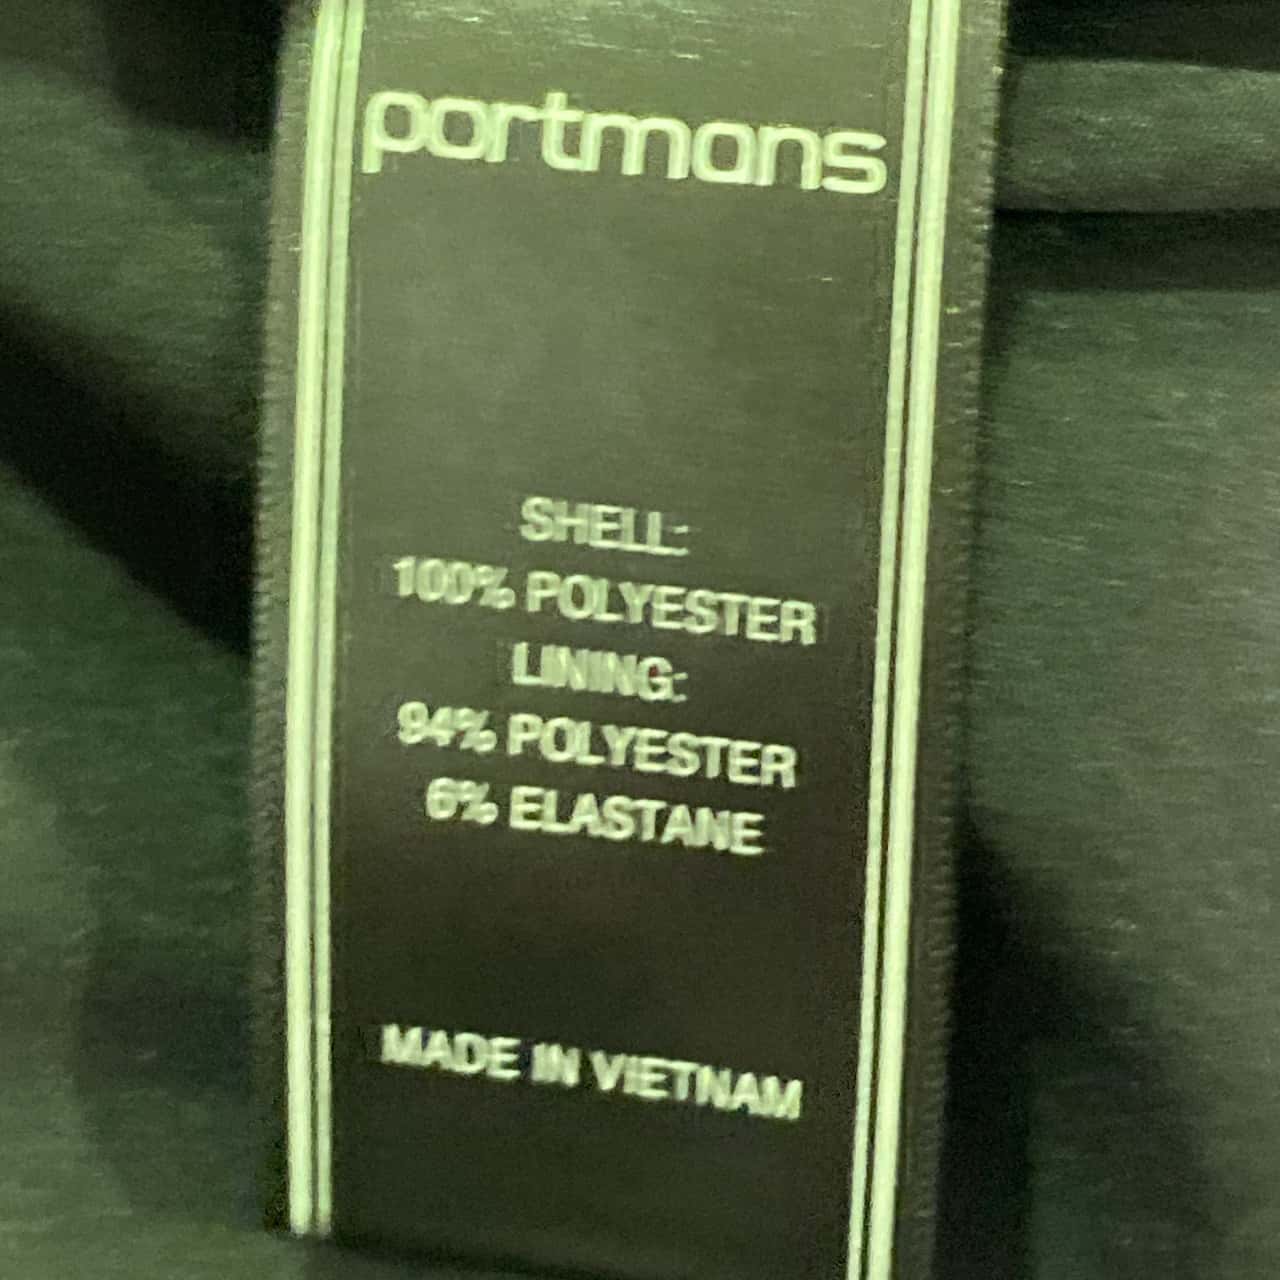 portmans
SHELL:
100% POLYESTER
LINING:
94% POLYESTER
6% ELASTANE
MADE IN VIETNAM